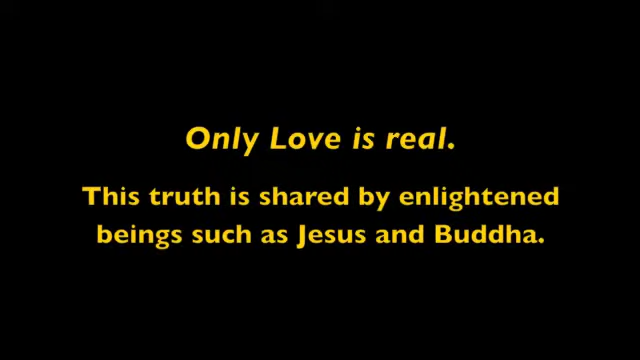 Only Love is real.
This truth is shared by enlightened
beings such as Jesus and Buddha.